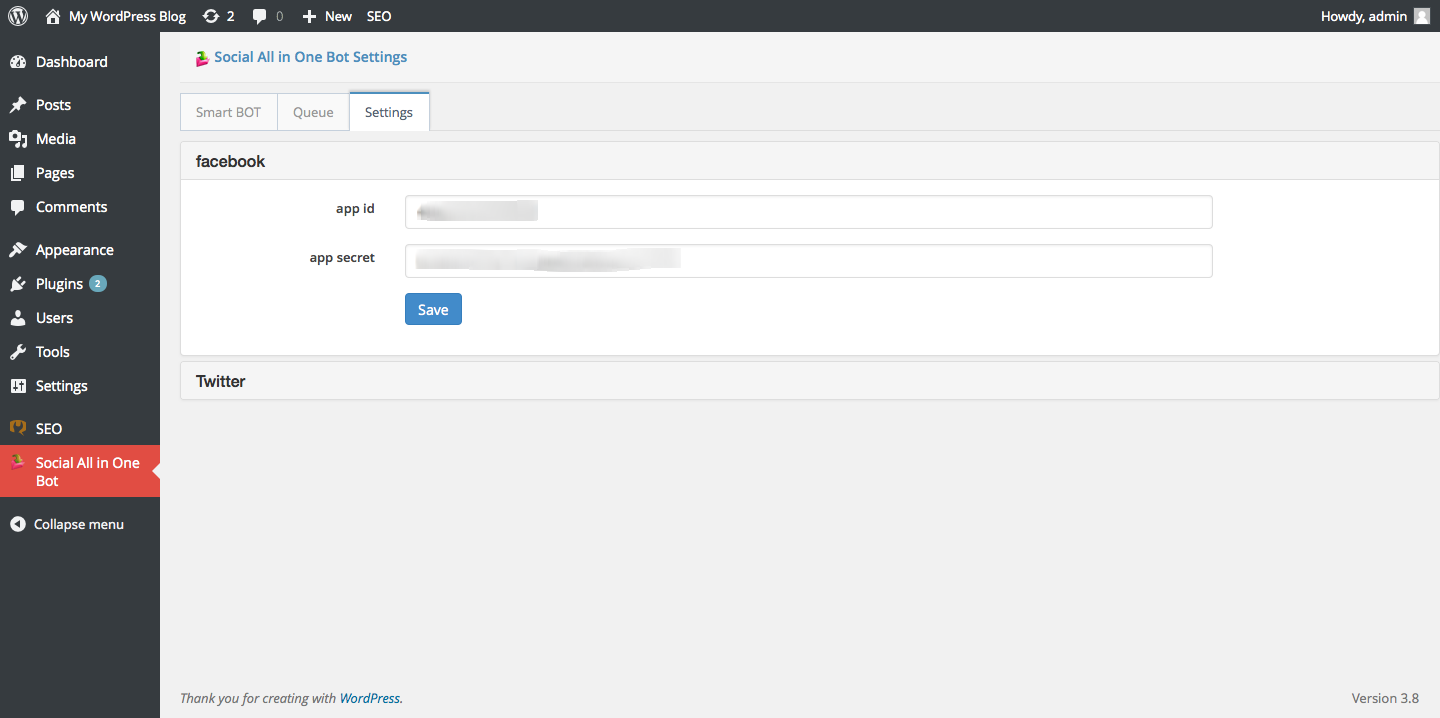 My WordPress Blog 2 0 New SEO Howdy, admin
Dashboard
Posts
Media
Pages
Comments
Appearance
Plugins 2
Users
Tools
Settings
SEO
Social All in One
Bot
Collapse menu
Social All in One Bot Settings
Smart BOT Queue Settings
facebook
app id
app secret
Save
Twitter
Thank you for creating with WordPress. Version 3.8